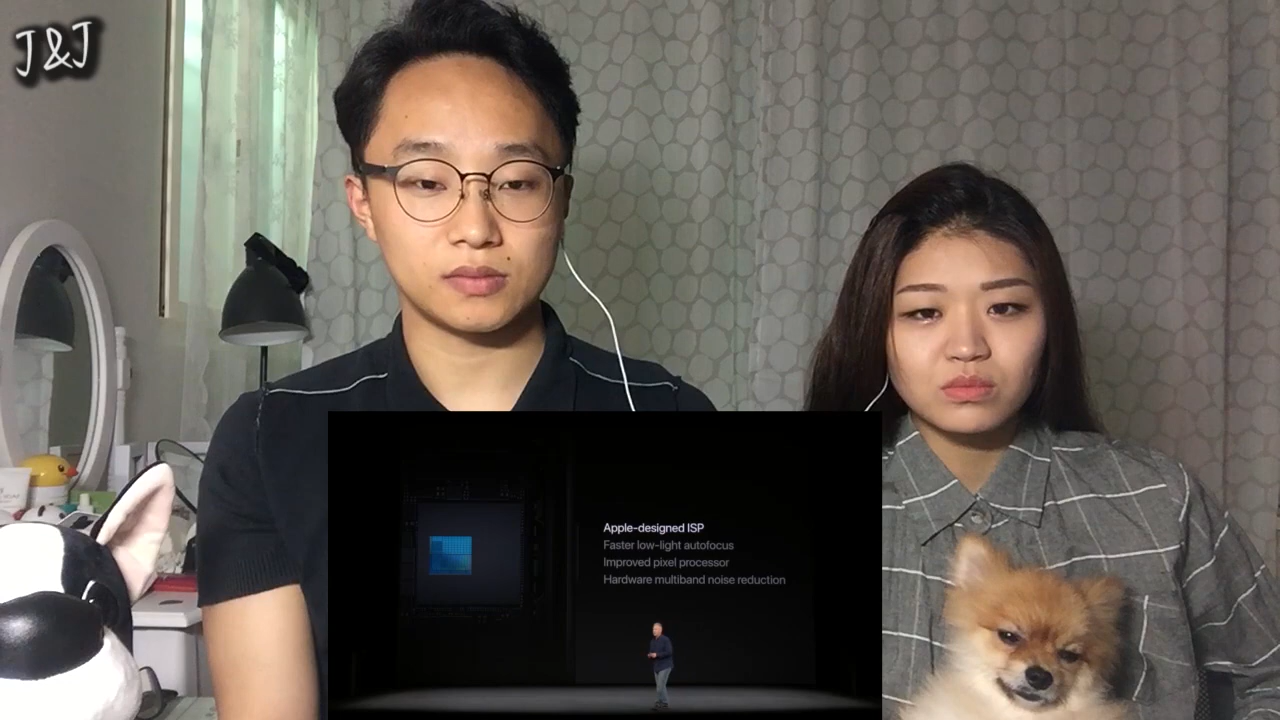 J&J
Apple-designed ISP
Faster low-light autofocus
Improved pixel processor
Hardware multiband noise reduction